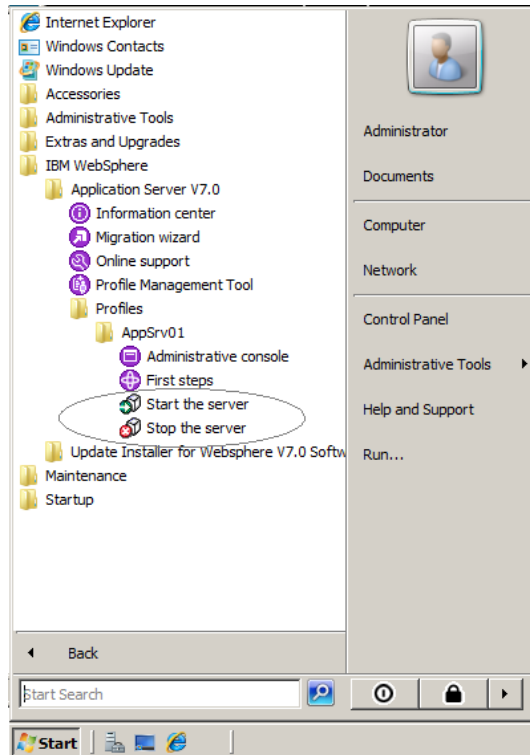 Internet Explorer
Windows Contacts
Windows Update
Accessories
Administrative Tools
Extras and Upgrades
IBM WebSphere
Application Server V7.0
Information center
Migration wizard
Online support
Profile Management Tool
Profiles
AppSrv01
Administrative console
First steps
Start the server
Stop the server
Update Installer for Websphere V7.0 Softw
Maintenance
Startup
Back
Start Search
Administrator
Documents
Computer
Network
Control Panel
Administrative Tools
Help and Support
Run...
Start